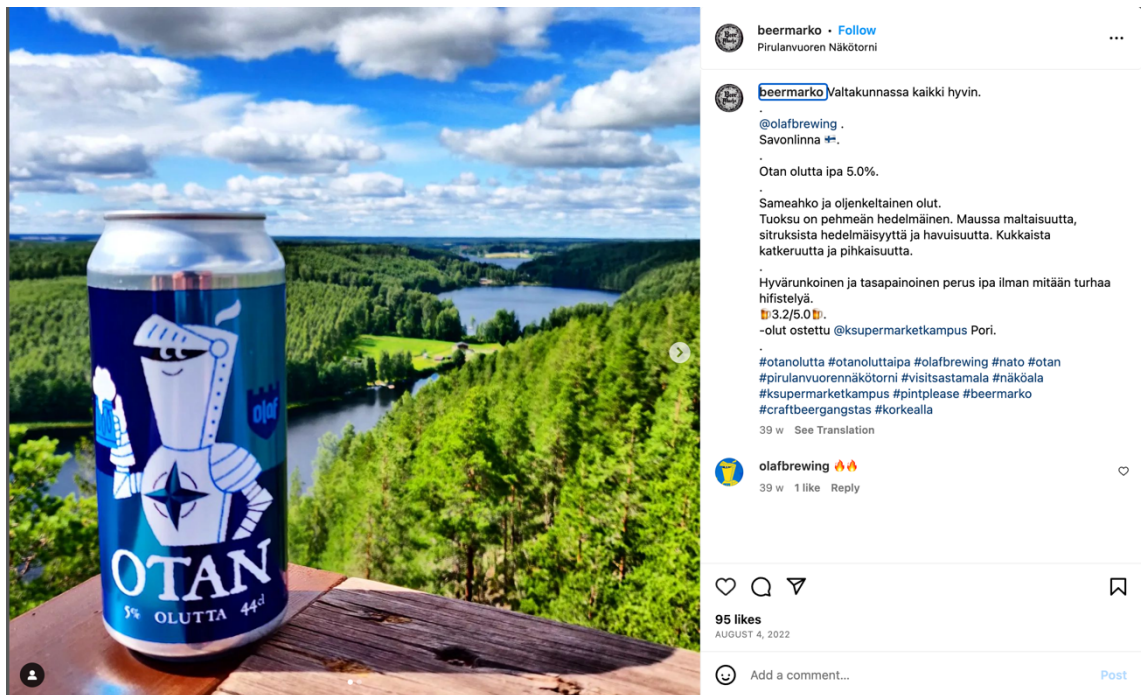 beermarko • Follow
Pirulanvuoren Näkötorni
beermarko Valtakunnassa kaikki hyvin.
.
@olafbrewing .
Savonlinna 🇫🇮.
.
Otan olutta ipa 5.0%.
.
Sameahko ja oljenkeltainen olut.
Tuoksu on pehmeän hedelmäinen. Maussa maltaisuutta,
sitruksista hedelmäisyyttä ja havuisuutta. Kukkaista
katkeruutta ja pihkaisuutta.
.
Hyvärunkoinen ja tasapainoinen perus ipa ilman mitään turhaa
hifistelyä.
🍺3.2/5.0🍺.
-olut ostettu @ksupermarketkampus Pori.
.
#otanolutta #otanoluttaipa #olafbrewing #nato #otan
#pirulanvuorennäkötorni #visitsastamala #näköala
#ksupermarketkampus #pintplease #beermarko
#craftbeergangstas #korkealla
39 w See Translation
olafbrewing 🔥🔥
39 w 1 like Reply
95 likes
AUGUST 4, 2022
Add a comment... Post
olaf
OTAN
5% OLUTTA 44cl